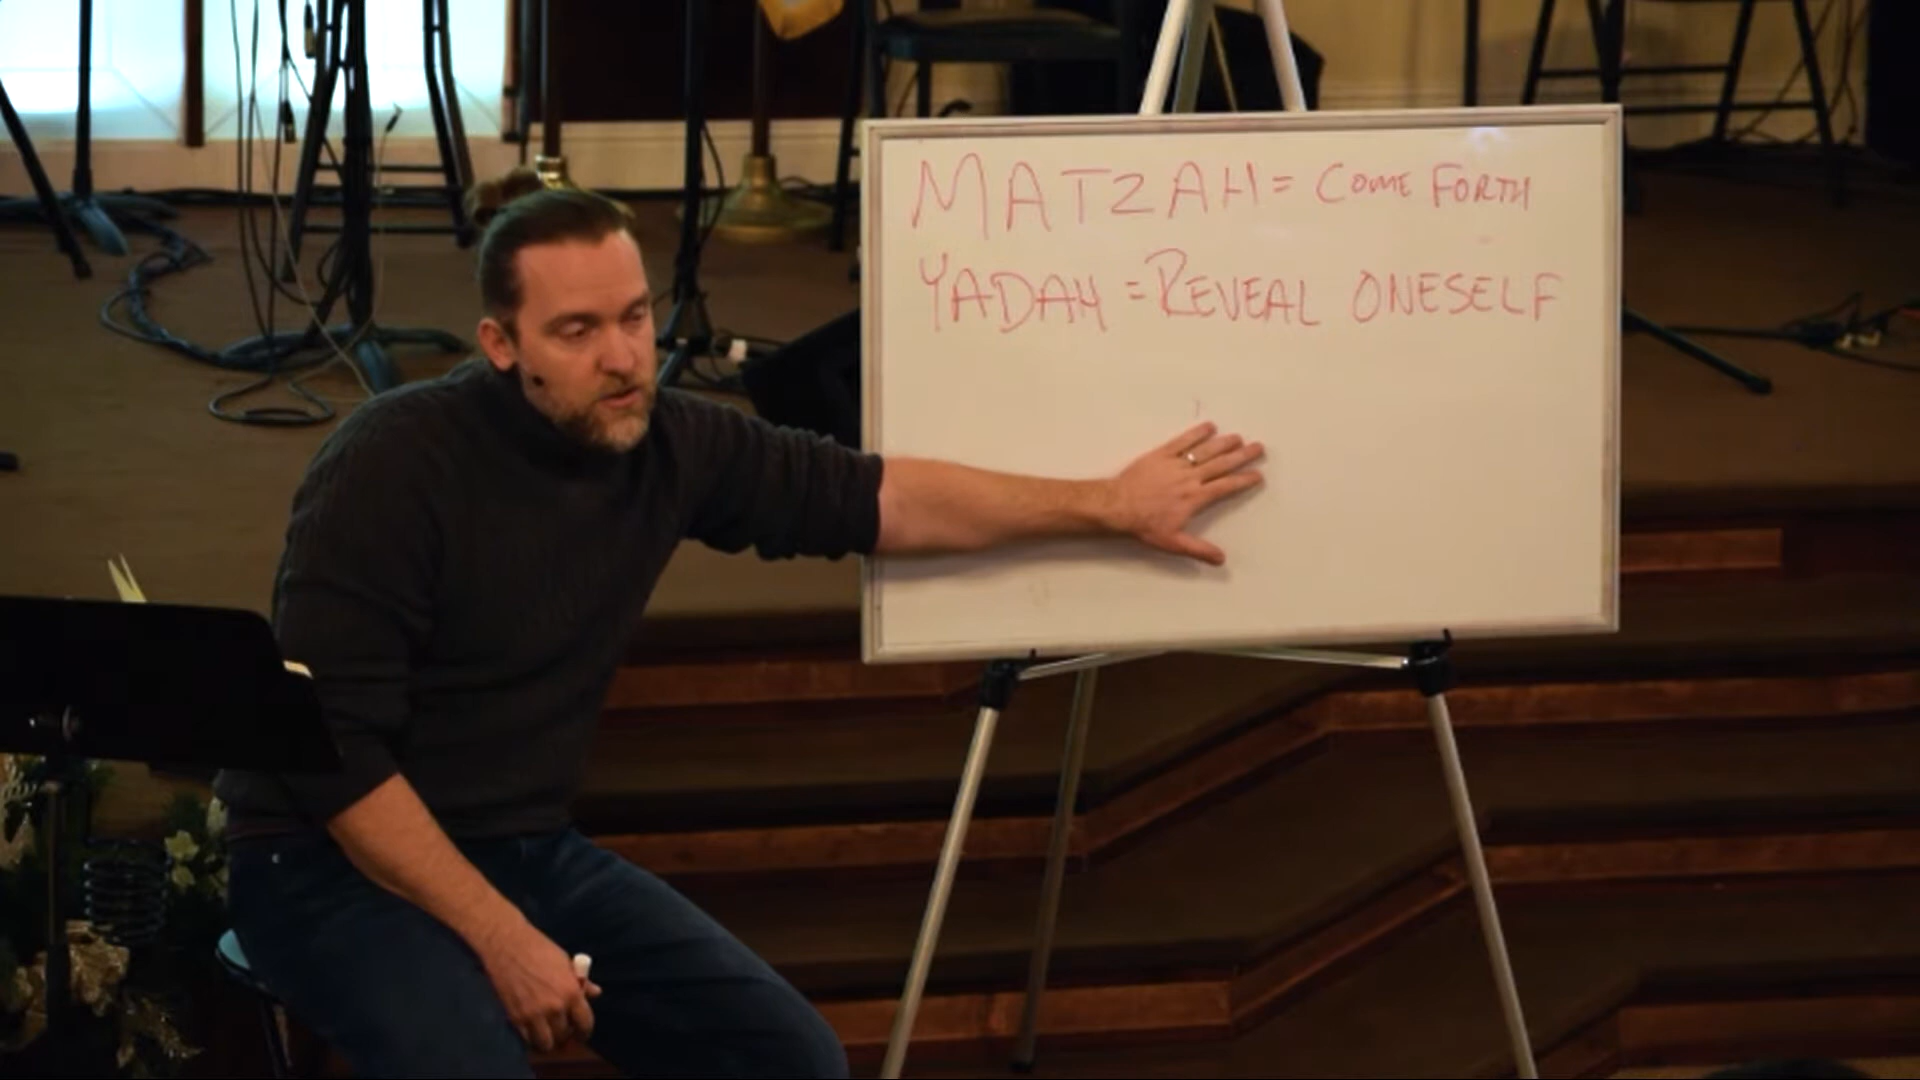 MATZAH = COME FORTH
YADAH = REVEAL ONESELF